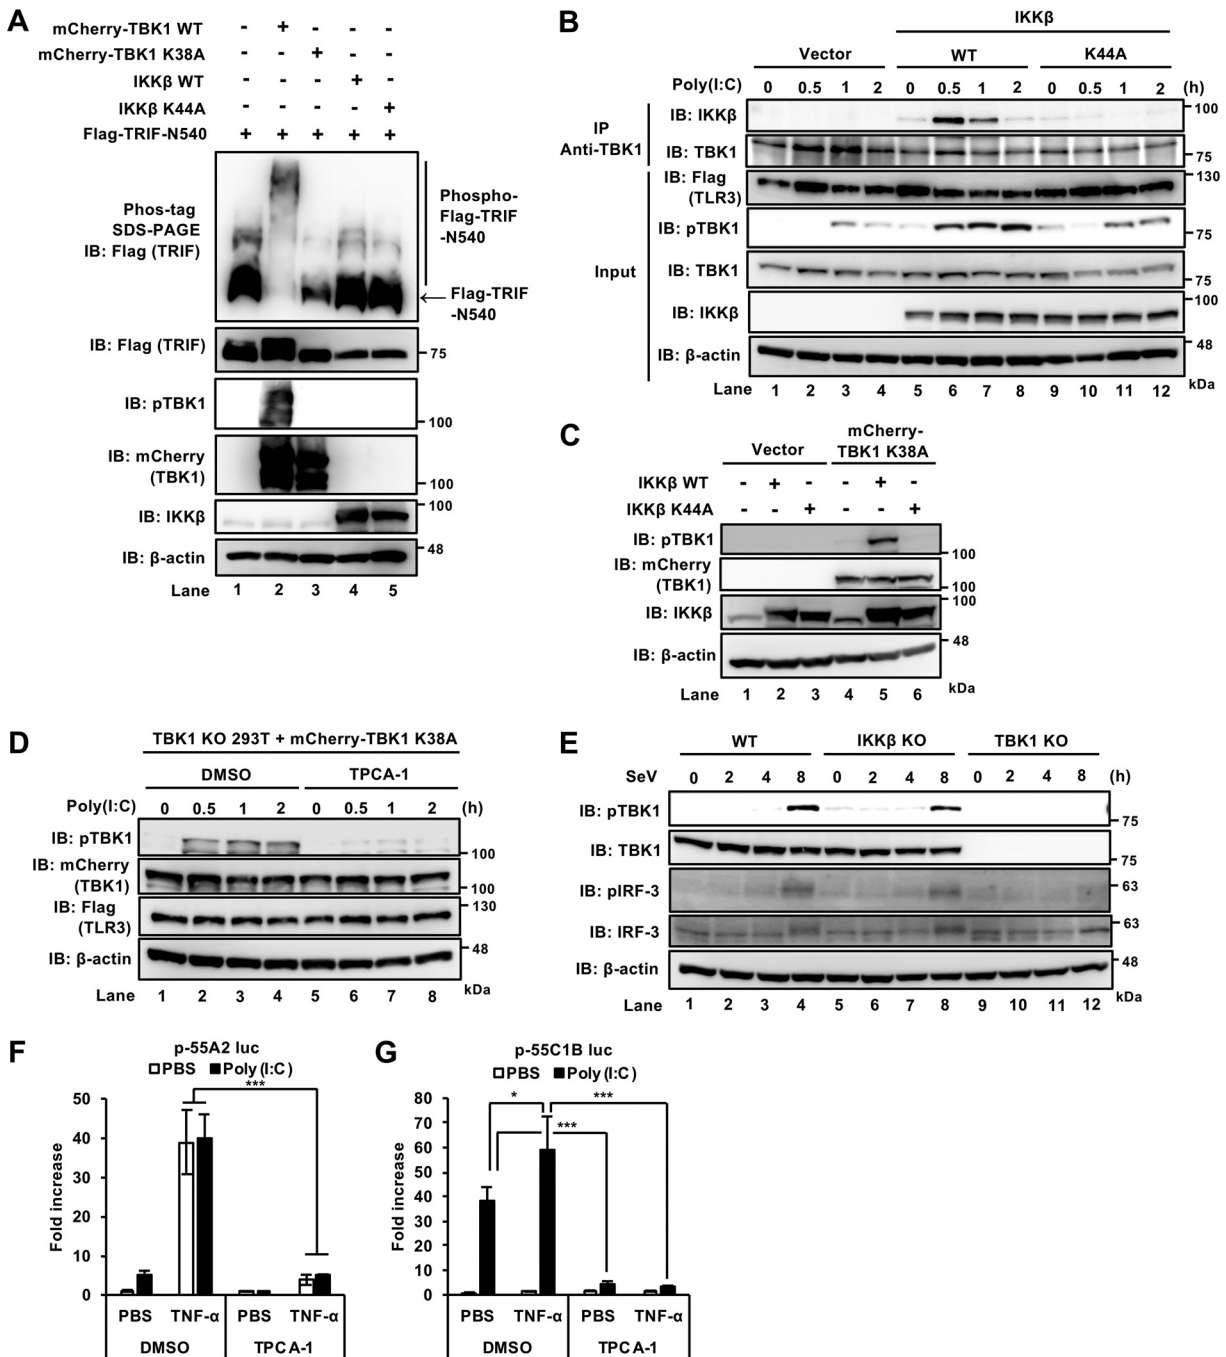 A
mCherry-TBK1 WT - + - - -
mCherry-TBK1 K38A - - + - -
IKKβ WT - - - + -
IKKβ K44A - - - - +
Flag-TRIF-N540 + + + + +
Phos-tag
SDS-PAGE
IB: Flag (TRIF)
Phospho-
Flag-TRIF
-N540
← Flag-TRIF
-N540
IB: Flag (TRIF) 75
IB: pTBK1 100
IB: mCherry
(TBK1) 100
IB: IKKβ 100
IB: β-actin 48
Lane 1 2 3 4 5
B
IKKβ
Vector WT K44A
Poly(I:C) 0 0.5 1 2 0 0.5 1 2 0 0.5 1 2 (h)
IP
Anti-TBK1
IB: IKKβ 100
IB: TBK1 75
Input
IB: Flag
(TLR3) 130
IB: pTBK1 75
IB: TBK1 75
IB: IKKβ 100
IB: β-actin 48
Lane 1 2 3 4 5 6 7 8 9 10 11 12 kDa
C
Vector mCherry-
TBK1 K38A
IKKβ WT - + - - + -
IKKβ K44A - - + - - +
IB: pTBK1 100
IB: mCherry
(TBK1) 100
IB: IKKβ 100
IB: β-actin 48
Lane 1 2 3 4 5 6 kDa
D
TBK1 KO 293T + mCherry-TBK1 K38A
DMSO TPCA-1
Poly(I:C) 0 0.5 1 2 0 0.5 1 2 (h)
IB: pTBK1 100
IB: mCherry
(TBK1) 100
IB: Flag
(TLR3) 130
IB: β-actin 48
Lane 1 2 3 4 5 6 7 8 kDa
E
WT IKKβ KO TBK1 KO
SeV 0 2 4 8 0 2 4 8 0 2 4 8 (h)
IB: pTBK1 75
IB: TBK1 75
IB: pIRF-3 63
IB: IRF-3 63
IB: β-actin 48
Lane 1 2 3 4 5 6 7 8 9 10 11 12 kDa
F
p-55A2 luc
PBS Poly(I:C)
***
Fold increase
50
40
30
20
10
0
PBS TNF-α PBS TNF-α
DMSO TPCA-1
G
p-55C1B luc
PBS Poly(I:C)
* ***
***
Fold increase
80
70
60
50
40
30
20
10
0
PBS TNF-α PBS TNF-α
DMSO TPCA-1